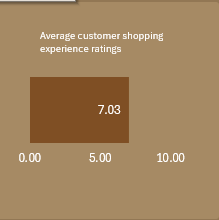 Average customer shopping
experience ratings
7.03
0.00 5.00 10.00